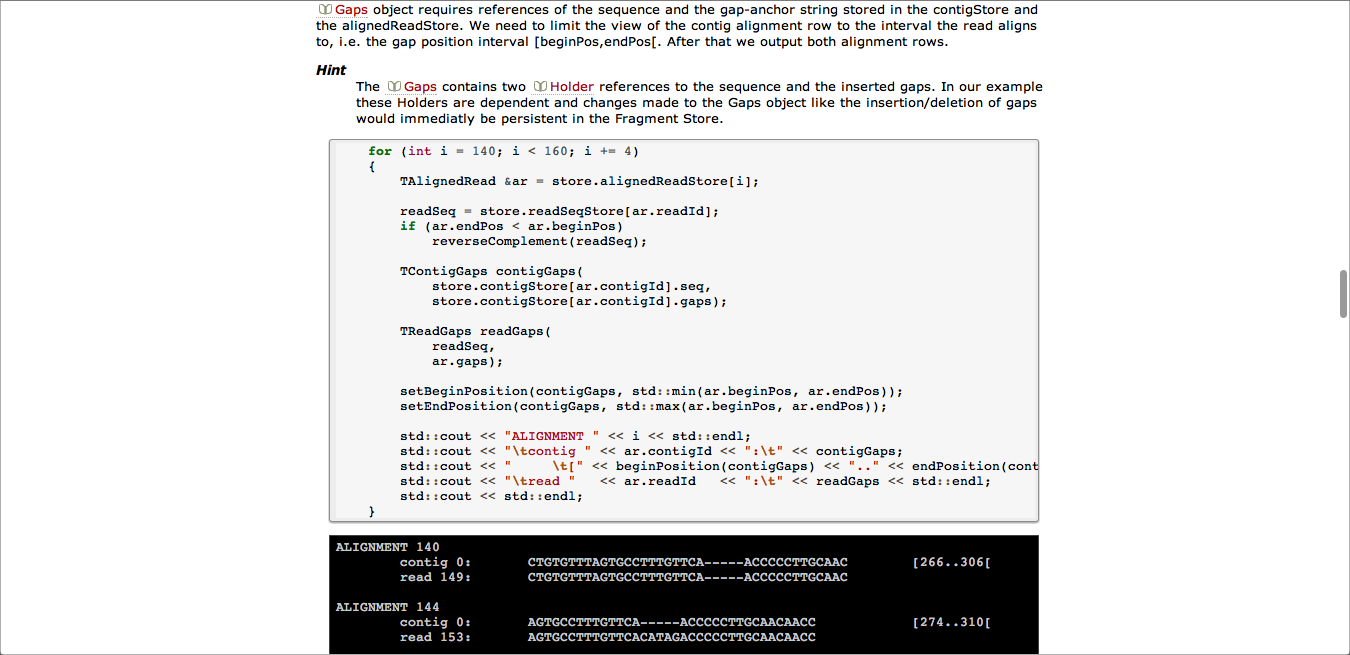 Gaps object requires references of the sequence and the gap-anchor string stored in the contigStore and
the alignedReadStore. We need to limit the view of the contig alignment row to the interval the read aligns
to, i.e. the gap position interval [beginPos,endPos[. After that we output both alignment rows.
Hint
The Gaps contains two Holder references to the sequence and the inserted gaps. In our example
these Holders are dependent and changes made to the Gaps object like the insertion/deletion of gaps
would immediatly be persistent in the Fragment Store.
for (int i = 140; i < 160; i += 4)
{
TAlignedRead &ar = store.alignedReadStore[i];
readSeq = store.readSeqStore[ar.readId];
if (ar.endPos < ar.beginPos)
reverseComplement(readSeq);
TContigGaps contigGaps(
store.contigStore[ar.contigId].seq,
store.contigStore[ar.contigId].gaps);
TReadGaps readGaps(
readSeq,
ar.gaps);
setBeginPosition(contigGaps, std::min(ar.beginPos, ar.endPos));
setEndPosition(contigGaps, std::max(ar.beginPos, ar.endPos));
std::cout << "ALIGNMENT " << i << std::endl;
std::cout << "\tcontig " << ar.contigId << ":\t" << contigGaps;
std::cout << "     \t[" << beginPosition(contigGaps) << ".." << endPosition(cont
std::cout << "\tread "   << ar.readId   << ":\t" << readGaps << std::endl;
std::cout << std::endl;
}
ALIGNMENT 140
contig 0:       CTGTGTTTAGTGCCTTTGTTCA-----ACCCCCTTGCAAC        [266..306[
read 149:       CTGTGTTTAGTGCCTTTGTTCA-----ACCCCCTTGCAAC
ALIGNMENT 144
contig 0:       AGTGCCTTTGTTCA-----ACCCCCTTGCAACAACC            [274..310[
read 153:       AGTGCCTTTGTTCACATAGACCCCCTTGCAACAACC